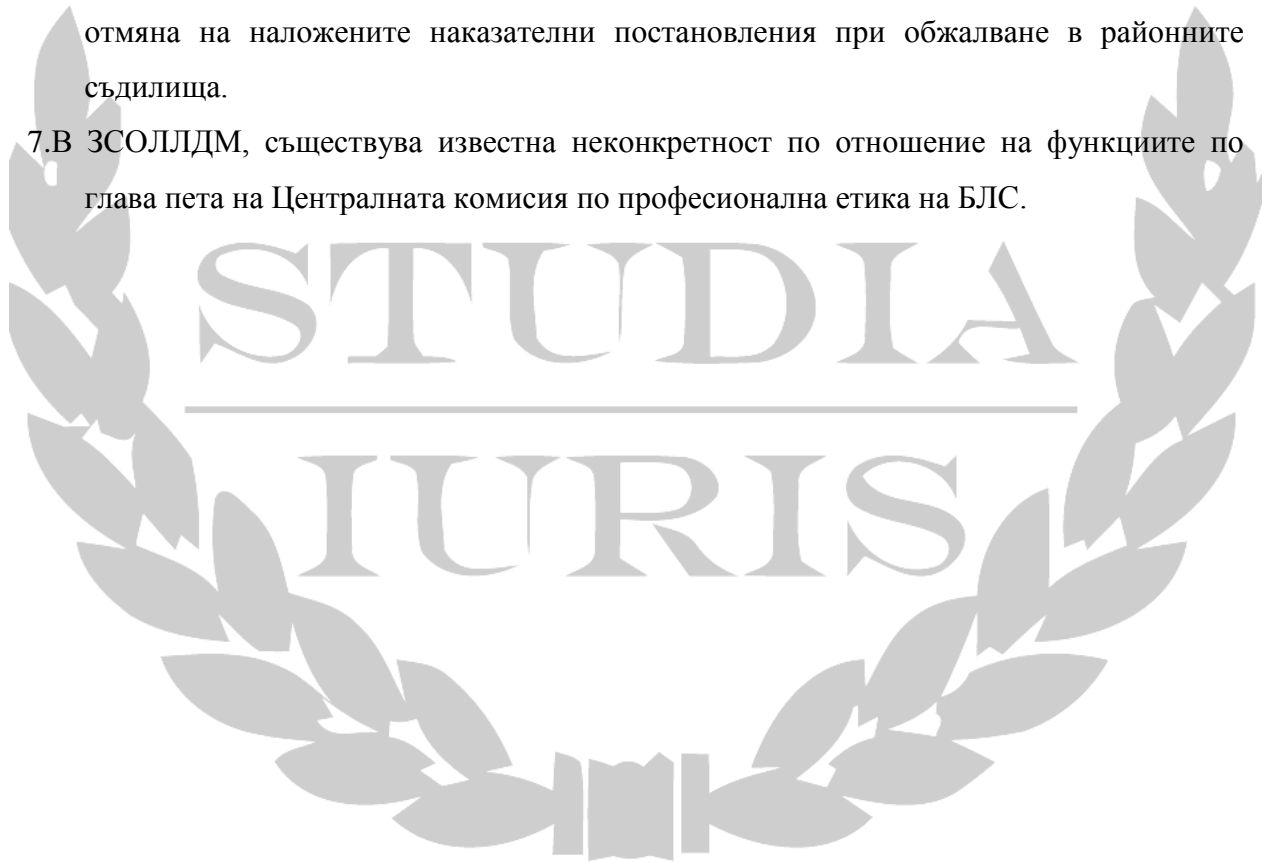 отмяна на наложените наказателни постановления при обжалване в районните
съдилища.
7.В ЗСОЛЛДМ, съществува известна неконкретност по отношение на функциите по
глава пета на Централната комисия по професионална етика на БЛС.
STUDIA
IURIS